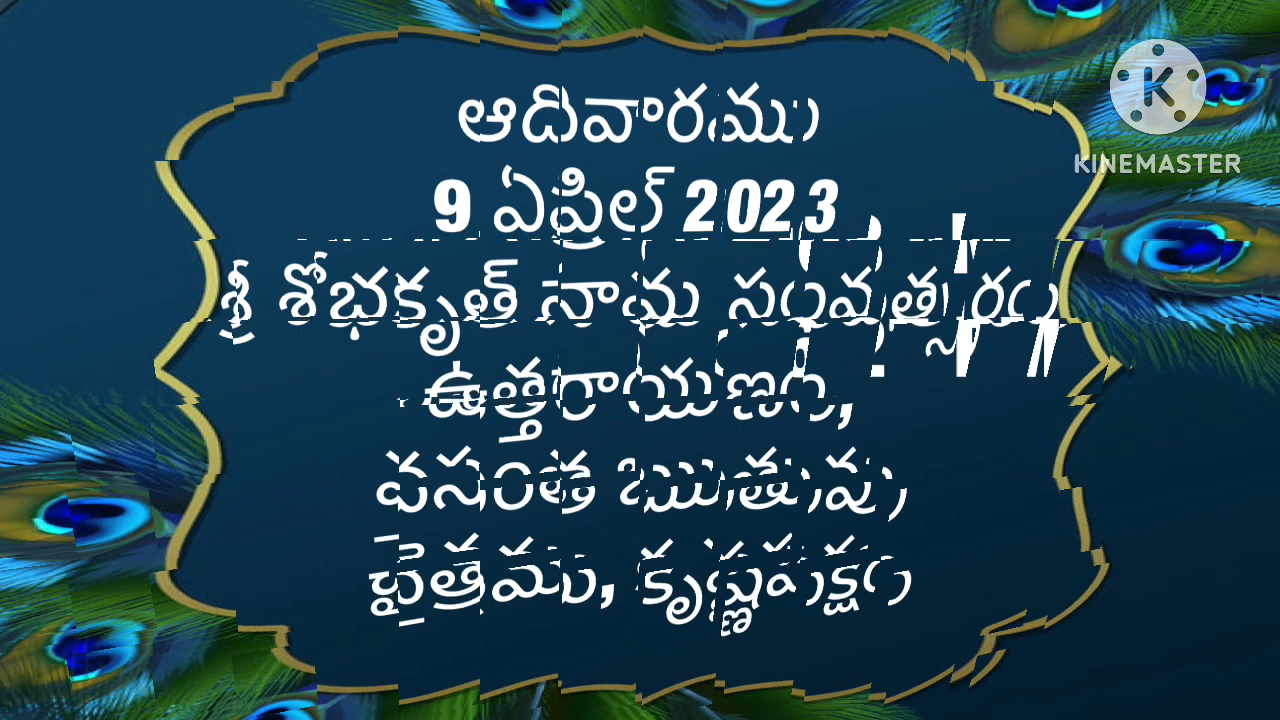 ఆదివారము
9 ఏప్రిల్ 2023
శ్రీ శోభకృత్ నామ సంవత్సరం
ఉత్తరాయణం,
వసంత ఋతువు
చైత్రము, కృష్ణపక్షం
KINEMASTER